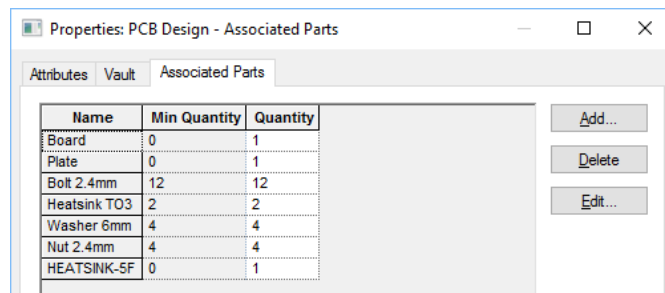 Properties: PCB Design - Associated Parts
Attributes Vault Associated Parts
Name Min Quantity Quantity Add...
Board 0 1
Plate 0 1 Delete
Bolt 2.4mm 12 12
Heatsink TO3 2 2 Edit...
Washer 6mm 4 4
Nut 2.4mm 4 4
HEATSINK-5F 0 1